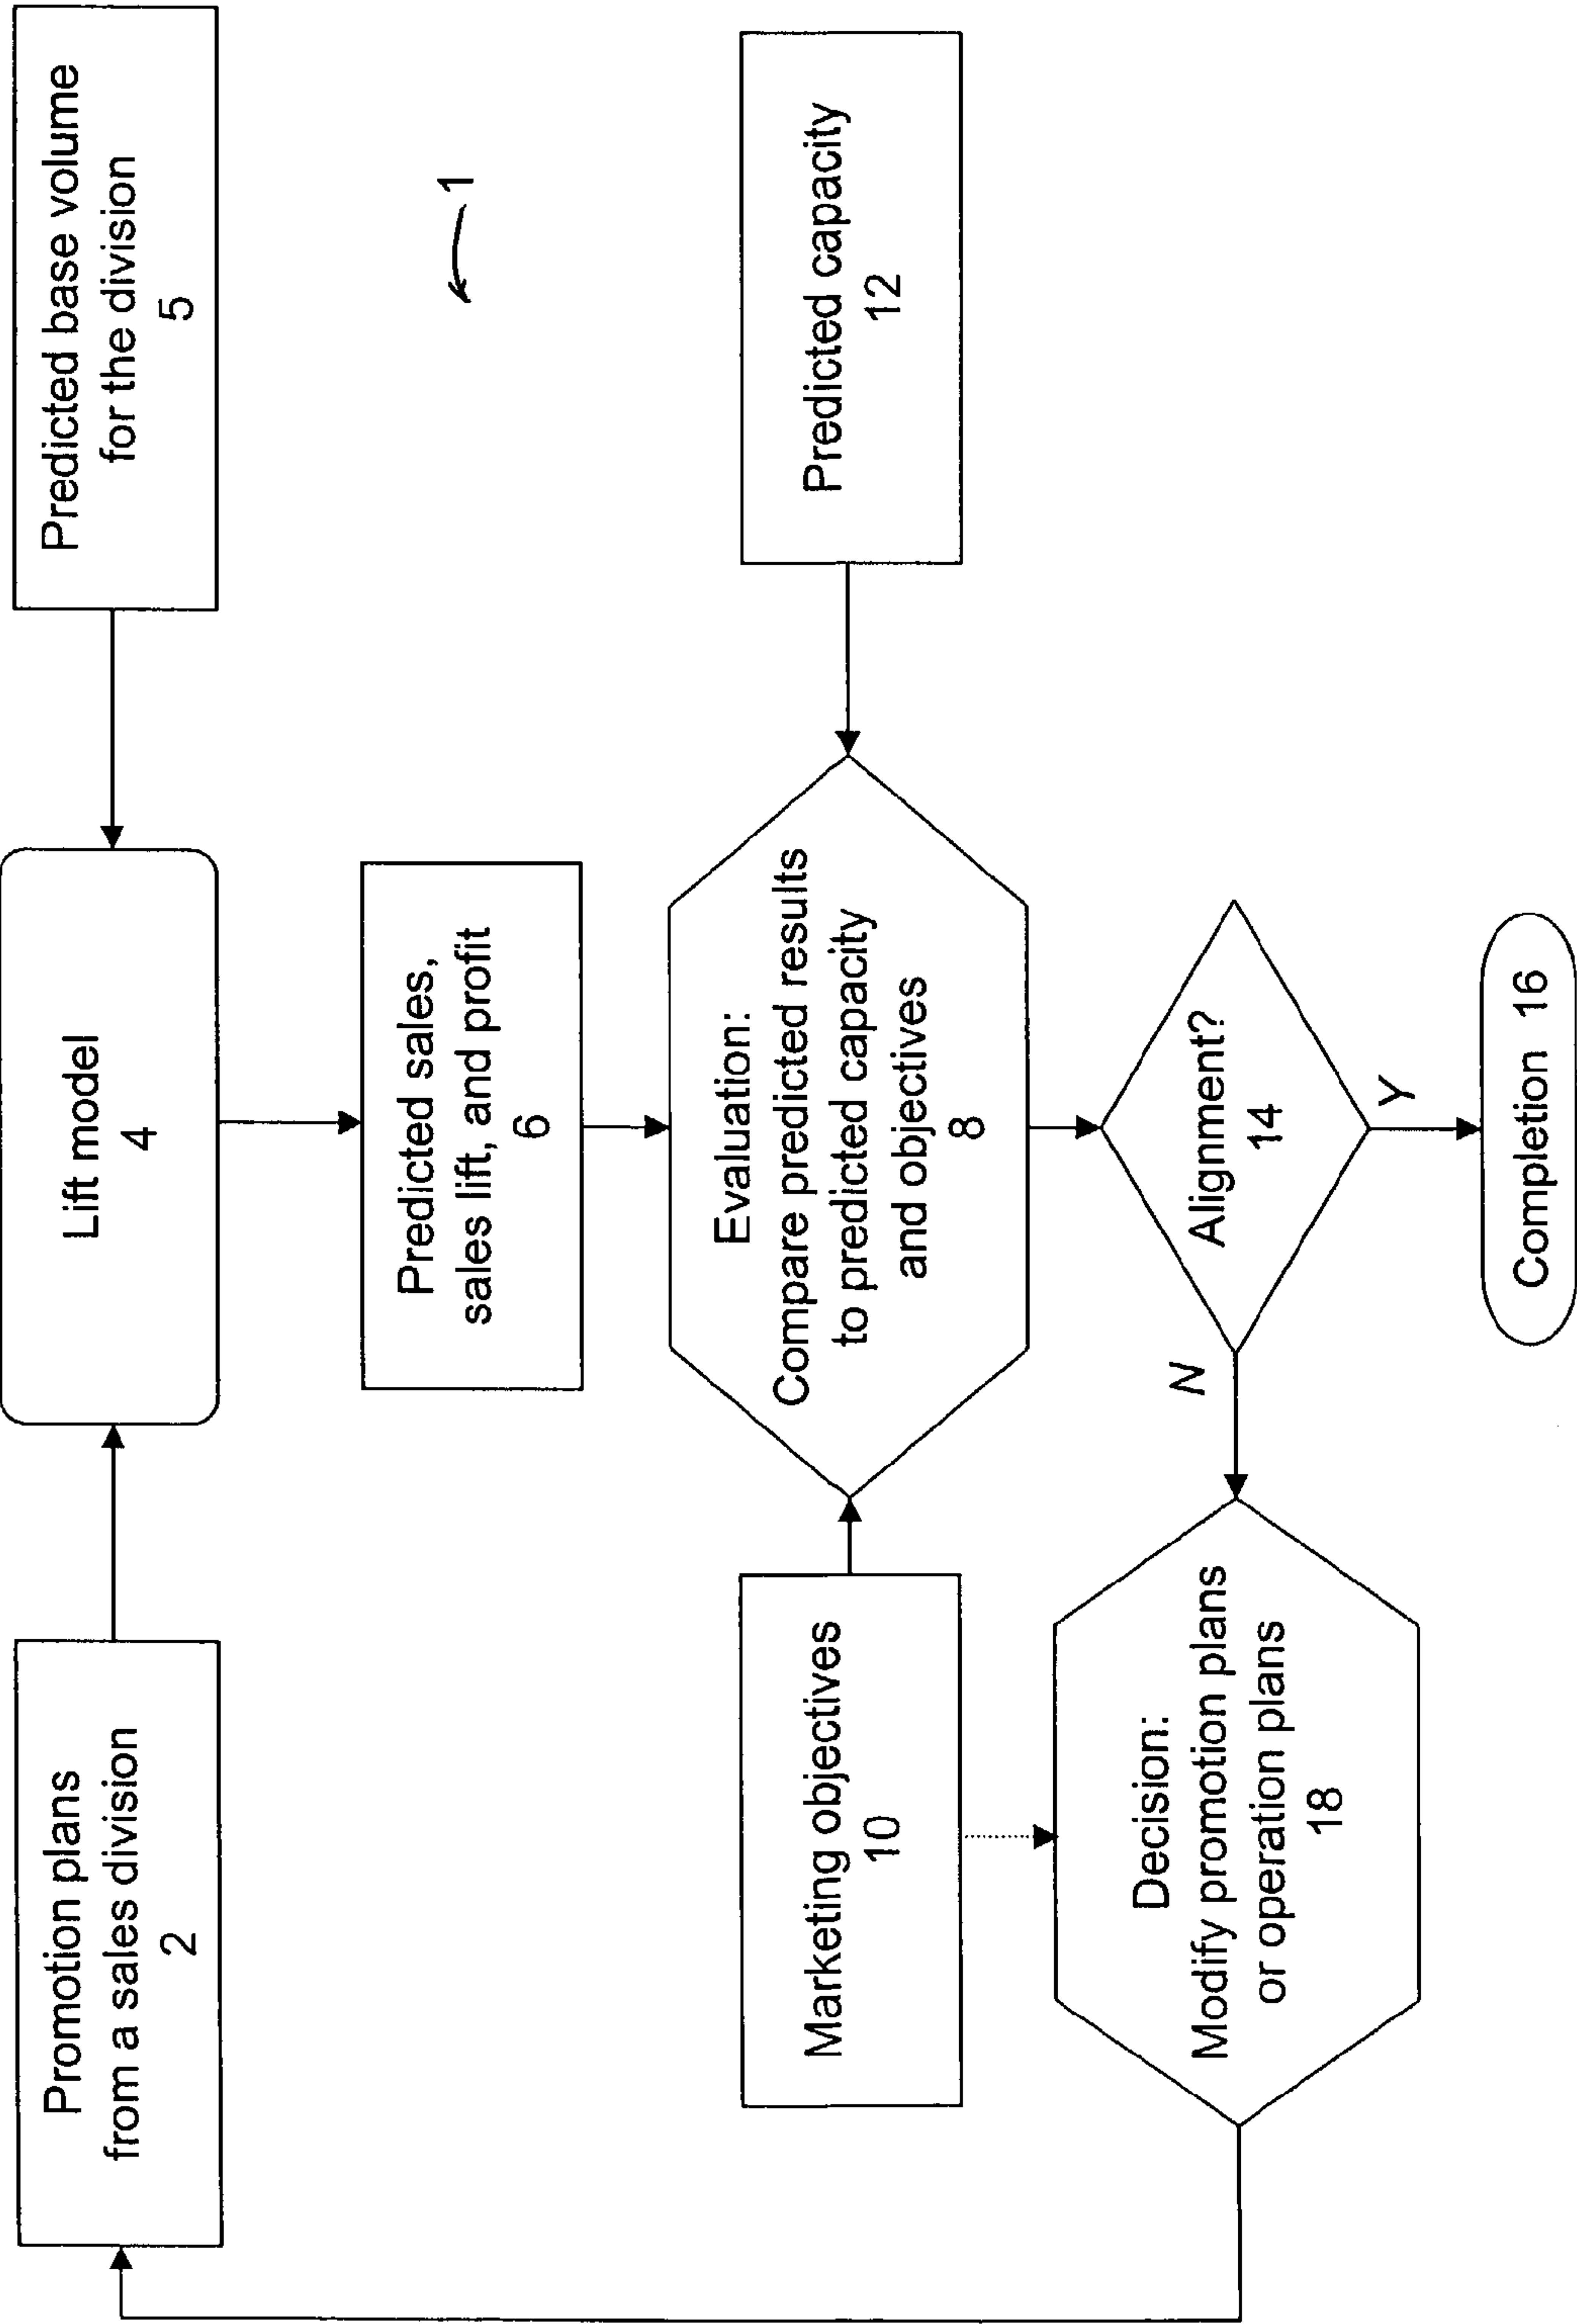 Promotion plans
from a sales division
2
Lift model
4
Predicted base volume
for the division
5
1
Predicted sales,
sales lift, and profit
6
Marketing objectives
10
Evaluation:
Compare predicted results
to predicted capacity
and objectives
8
Predicted capacity
12
Decision:
Modify promotion plans
or operation plans
18
N
Alignment?
14
Y
Completion 16